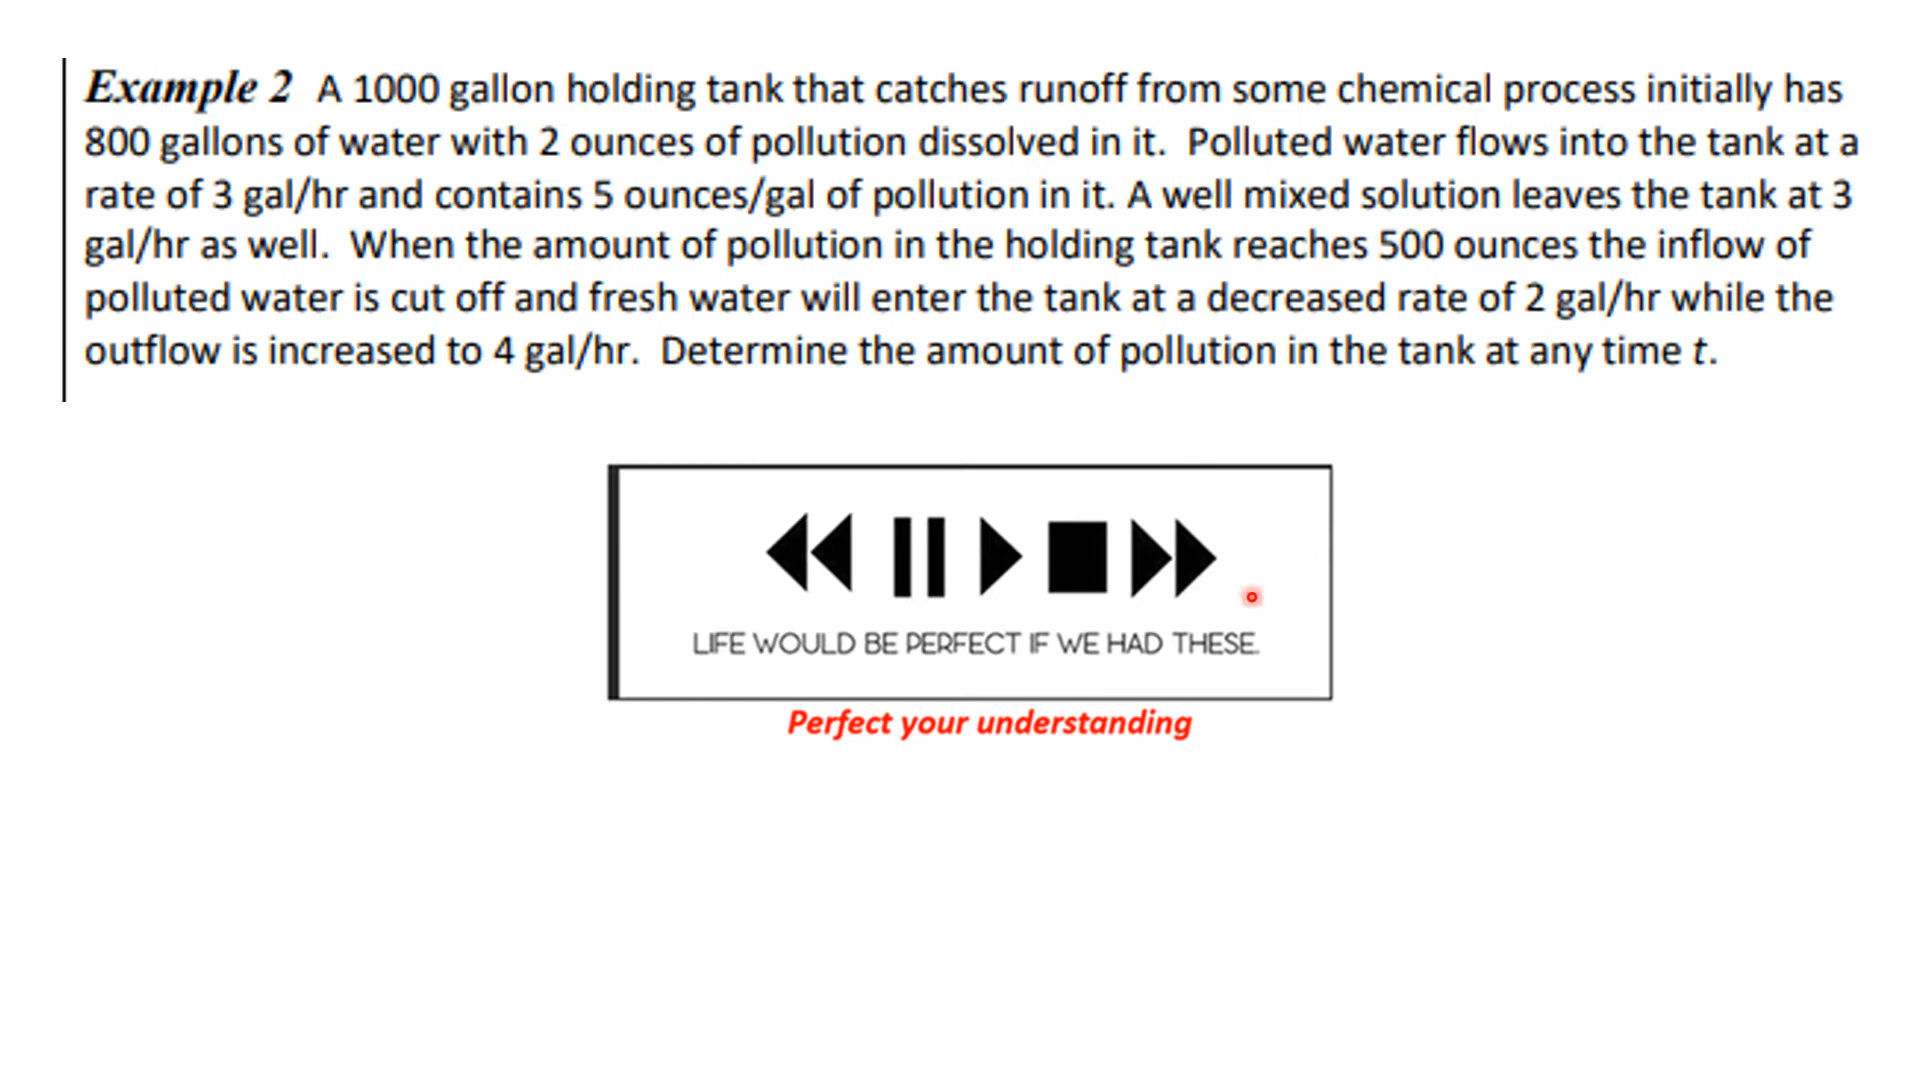 Example 2 A 1000 gallon holding tank that catches runoff from some chemical process initially has
800 gallons of water with 2 ounces of pollution dissolved in it. Polluted water flows into the tank at a
rate of 3 gal/hr and contains 5 ounces/gal of pollution in it. A well mixed solution leaves the tank at 3
gal/hr as well. When the amount of pollution in the holding tank reaches 500 ounces the inflow of
polluted water is cut off and fresh water will enter the tank at a decreased rate of 2 gal/hr while the
outflow is increased to 4 gal/hr. Determine the amount of pollution in the tank at any time t.
LIFE WOULD BE PERFECT IF WE HAD THESE.
Perfect your understanding